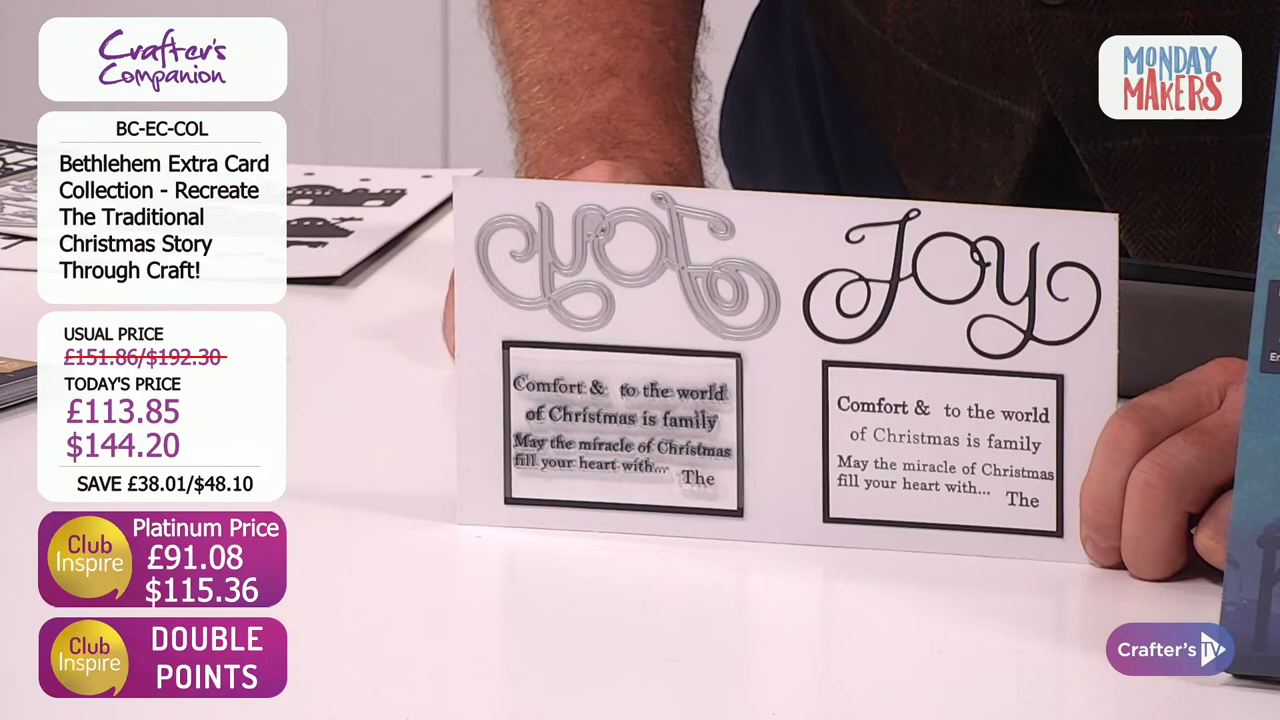 Crafter's
Companion
BC-EC-COL
Bethlehem Extra Card
Collection - Recreate
The Traditional
Christmas Story
Through Craft!
USUAL PRICE
£151.86/$192.30
TODAY'S PRICE
£113.85
$144.20
SAVE £38.01/$48.10
Club
Inspire
Platinum Price
£91.08
$115.36
Club
Inspire
DOUBLE
POINTS
MONDAY
MAKERS
Joy
Joy
Comfort & to the world
of Christmas is family
May the miracle of Christmas
fill your heart with...
The
Comfort & to the world
of Christmas is family
May the miracle of Christmas
fill your heart with...
The
Crafter's TV